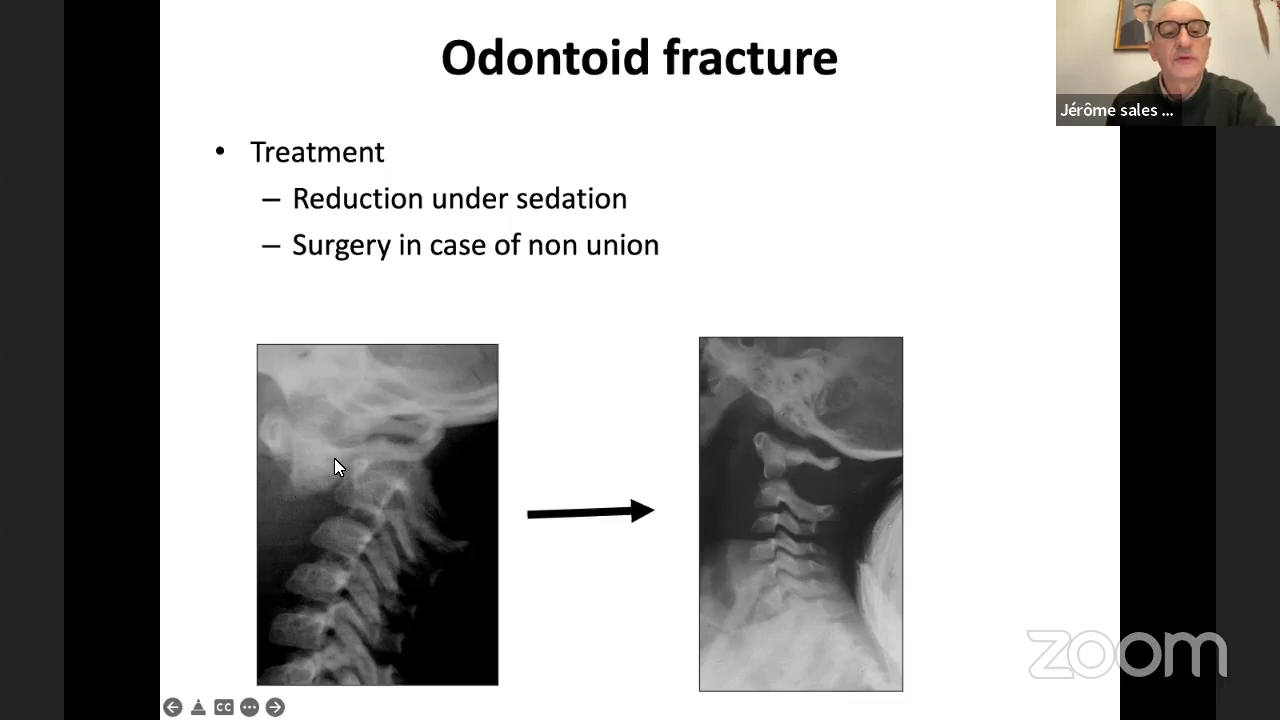 Odontoid fracture
Jérôme sales ...
• Treatment
– Reduction under sedation
– Surgery in case of non union
zoom
CC